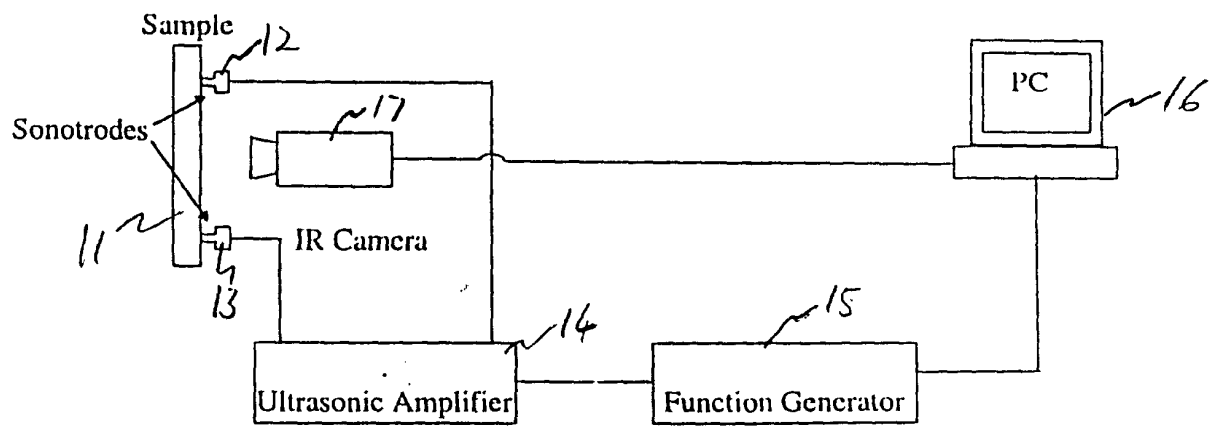 Sample
12
PC
16
17
Sonotrodes
11
IR Camera
13
14
15
Ultrasonic Amplifier
Function Generator